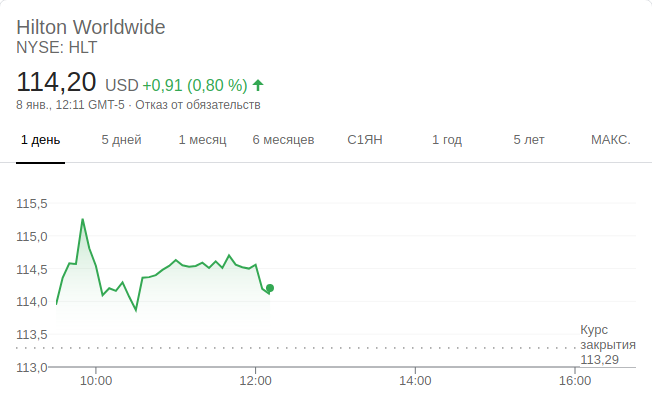 Hilton Worldwide
NYSE: HLT
114,20 USD +0,91 (0,80 %)
8 янв., 12:11 GMT-5 · Отказ от обязательств
1 день 5 дней 1 месяц 6 месяцев С1ЯН 1 год 5 лет МАКС.
115,5
115,0
114,5
114,0
113,5
113,0
Курс
закрытия
113,29
10:00 12:00 14:00 16:00